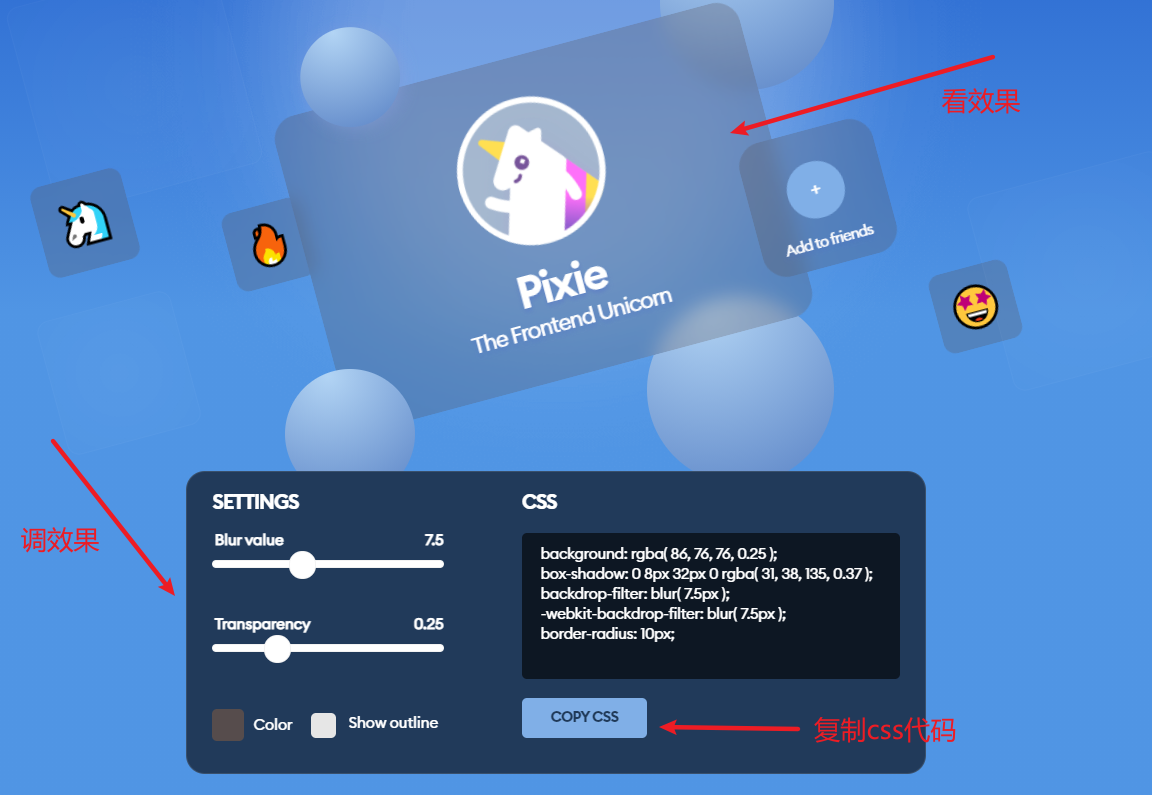 看效果
+
Add to friends
Pixie
The Frontend Unicorn
调效果
SETTINGS
Blur value 7.5
Transparency 0.25
Color
Show outline
CSS
background: rgba( 86, 76, 76, 0.25 );
box-shadow: 0 8px 32px 0 rgba( 31, 38, 135, 0.37 );
backdrop-filter: blur( 7.5px );
-webkit-backdrop-filter: blur( 7.5px );
border-radius: 10px;
COPY CSS
复制css代码